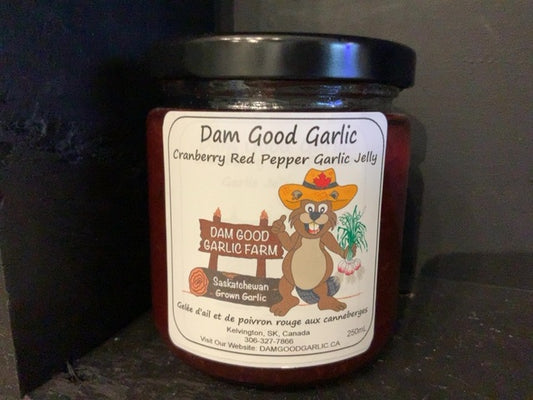 Dam Good Garlic
Cranberry Red Pepper Garlic Jelly
DAM GOOD
GARLIC FARM
Saskatchewan
Grown Garlic
Gelée d'ail et de poivron rouge aux canneberges
Kelvington, SK, Canada
306-327-7866
250mL
Visit Our Website: DAMGOODGARLIC.CA